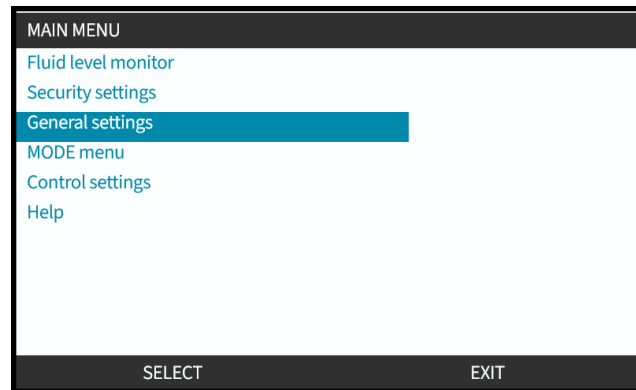 MAIN MENU
Fluid level monitor
Security settings
General settings
MODE menu
Control settings
Help
SELECT EXIT